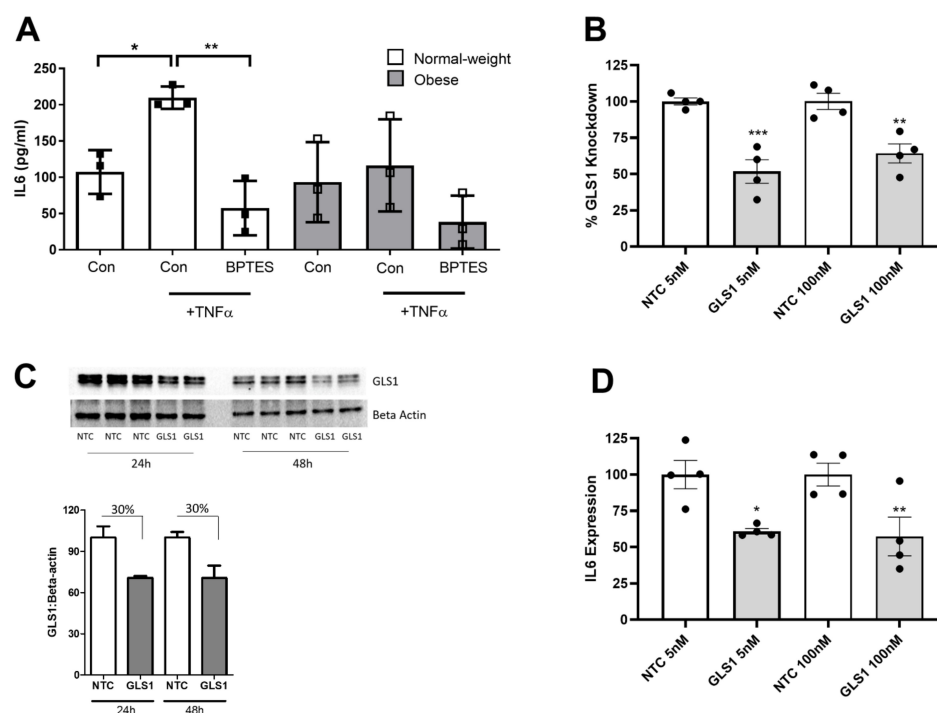 A
* **
Normal-weight
Obese
IL6 (pg/ml)
250
200
150
100
50
0
Con Con BPTES Con Con BPTES
+TNFα +TNFα
B
% GLS1 Knockdown
125
100
75
50
25
0
*** **
NTC 5nM GLS1 5nM NTC 100nM GLS1 100nM
C
GLS1
Beta Actin
NTC NTC NTC GLS1 GLS1 NTC NTC NTC GLS1 GLS1
24h 48h
GLS1:Beta-actin
120
90
60
30
0
30% 30%
NTC GLS1 NTC GLS1
24h 48h
D
IL6 Expression
125
100
75
50
25
0
* **
NTC 5nM GLS1 5nM NTC 100nM GLS1 100nM